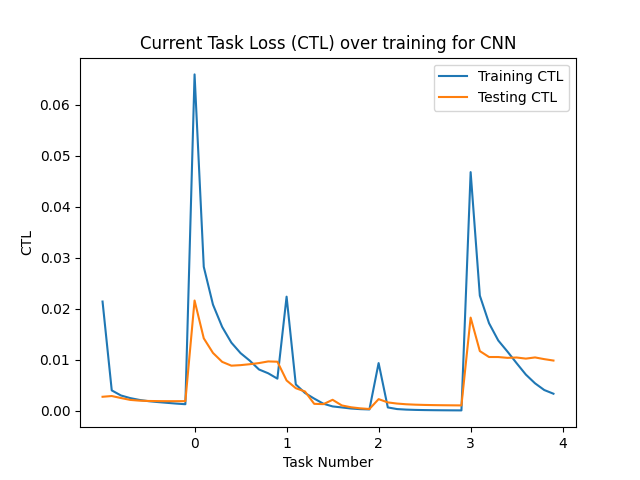 Current Task Loss (CTL) over training for CNN
Training CTL
Testing CTL
0.06
0.05
0.04
0.03
0.02
0.01
0.00
CTL
0 1 2 3 4
Task Number